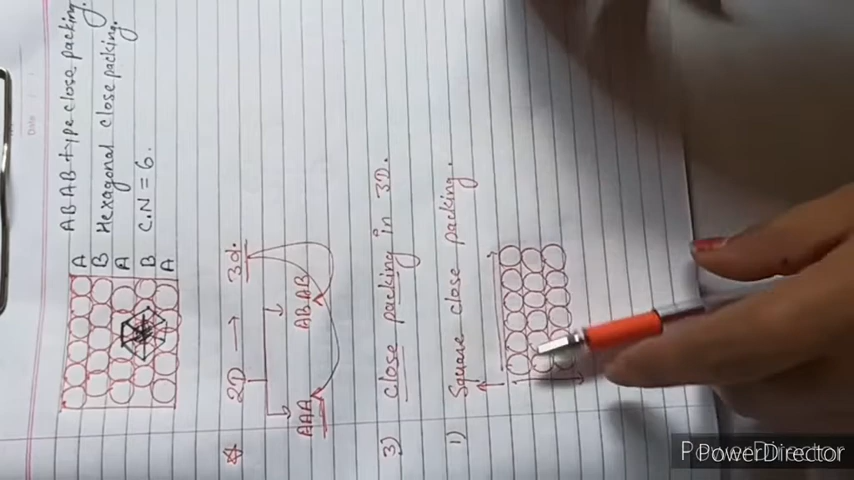 Date
AB AB type close packing.
Hexagonal close packing.
C.N = 6.
A
B
A
B
A
2D → 3D.
AAA ABAB
3) close packing in 3D.
1) Square close packing.
PowerDirector